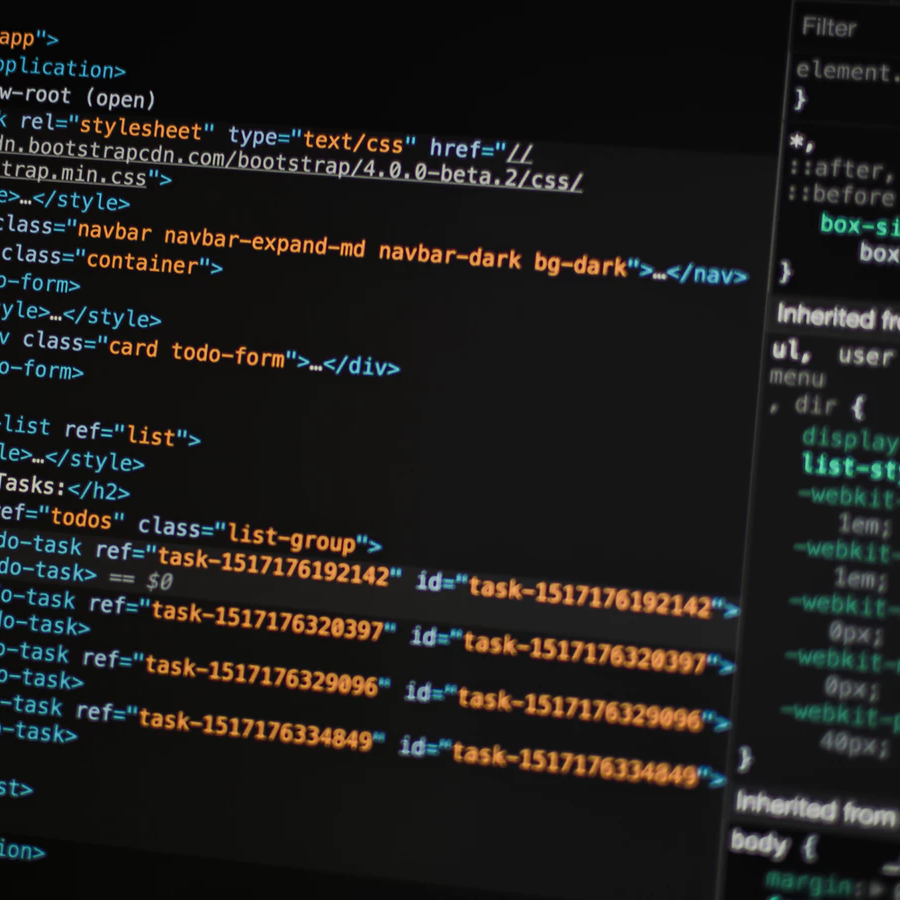 app">
pplication>
w-root (open)
k rel="stylesheet" type="text/css" href="//
dn.bootstrapcdn.com/bootstrap/4.0.0-beta.2/css/
trap.min.css">
e>…</style>
class="navbar navbar-expand-md navbar-dark bg-dark">…</nav>
class="container">
o-form>
yle>…</style>
v class="card todo-form">…</div>
o-form>
list ref="list">
le>…</style>
Tasks:</h2>
ref="todos" class="list-group">
do-task ref="task-1517176192142" id="task-1517176192142">
do-task> == $0
o-task ref="task-1517176320397" id="task-1517176320397">
do-task>
o-task ref="task-1517176329096" id="task-1517176329096">
o-task>
-task ref="task-1517176334849" id="task-1517176334849">
o-task>
st>
ion>
Filter
element.
}
*,
::after,
::before
box-si
box
}
Inherited fr
ul, user
menu
, dir {
display
list-sty
-webkit-
1em;
-webkit-
1em;
-webkit-
0px;
-webkit-
0px;
-webkit-p
40px;
}
Inherited from
body {
margin:▸